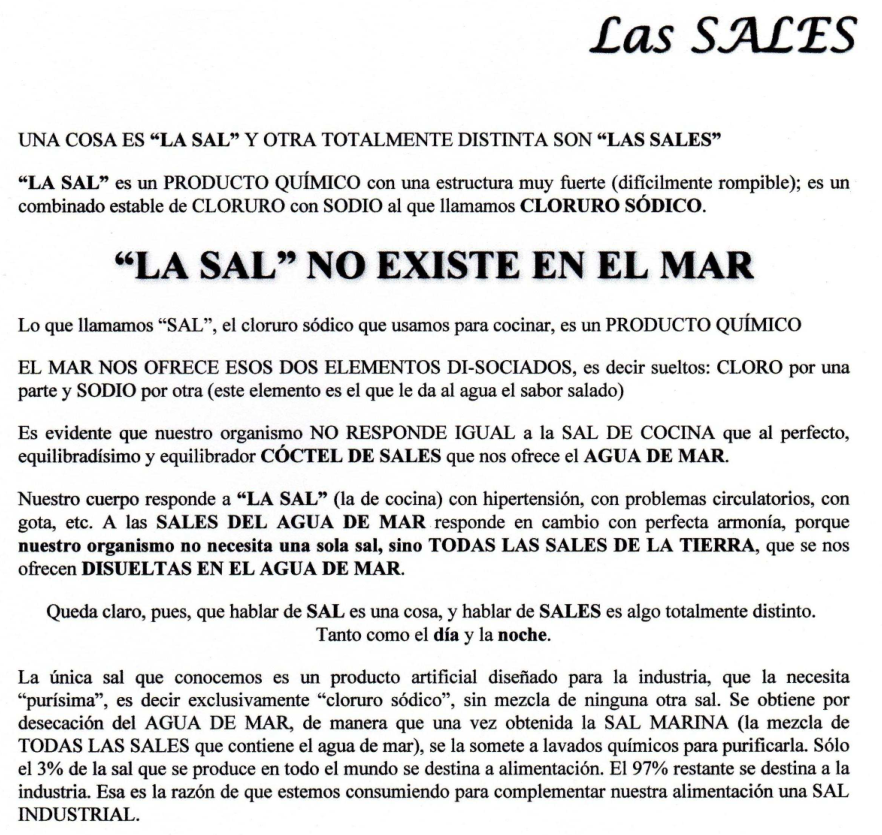 Las SALES
UNA COSA ES “LA SAL” Y OTRA TOTALMENTE DISTINTA SON “LAS SALES”
“LA SAL” es un PRODUCTO QUÍMICO con una estructura muy fuerte (difícilmente rompible); es un
combinado estable de CLORURO con SODIO al que llamamos CLORURO SÓDICO.
“LA SAL” NO EXISTE EN EL MAR
Lo que llamamos “SAL”, el cloruro sódico que usamos para cocinar, es un PRODUCTO QUÍMICO
EL MAR NOS OFRECE ESOS DOS ELEMENTOS DI-SOCIADOS, es decir sueltos: CLORO por una
parte y SODIO por otra (este elemento es el que le da al agua el sabor salado)
Es evidente que nuestro organismo NO RESPONDE IGUAL a la SAL DE COCINA que al perfecto,
equilibradísimo y equilibrador CÓCTEL DE SALES que nos ofrece el AGUA DE MAR.
Nuestro cuerpo responde a “LA SAL” (la de cocina) con hipertensión, con problemas circulatorios, con
gota, etc. A las SALES DEL AGUA DE MAR responde en cambio con perfecta armonía, porque
nuestro organismo no necesita una sola sal, sino TODAS LAS SALES DE LA TIERRA, que se nos
ofrecen DISUELTAS EN EL AGUA DE MAR.
Queda claro, pues, que hablar de SAL es una cosa, y hablar de SALES es algo totalmente distinto.
Tanto como el día y la noche.
La única sal que conocemos es un producto artificial diseñado para la industria, que la necesita
“purísima”, es decir exclusivamente “cloruro sódico”, sin mezcla de ninguna otra sal. Se obtiene por
desecación del AGUA DE MAR, de manera que una vez obtenida la SAL MARINA (la mezcla de
TODAS LAS SALES que contiene el agua de mar), se la somete a lavados químicos para purificarla. Sólo
el 3% de la sal que se produce en todo el mundo se destina a alimentación. El 97% restante se destina a la
industria. Esa es la razón de que estemos consumiendo para complementar nuestra alimentación una SAL
INDUSTRIAL.